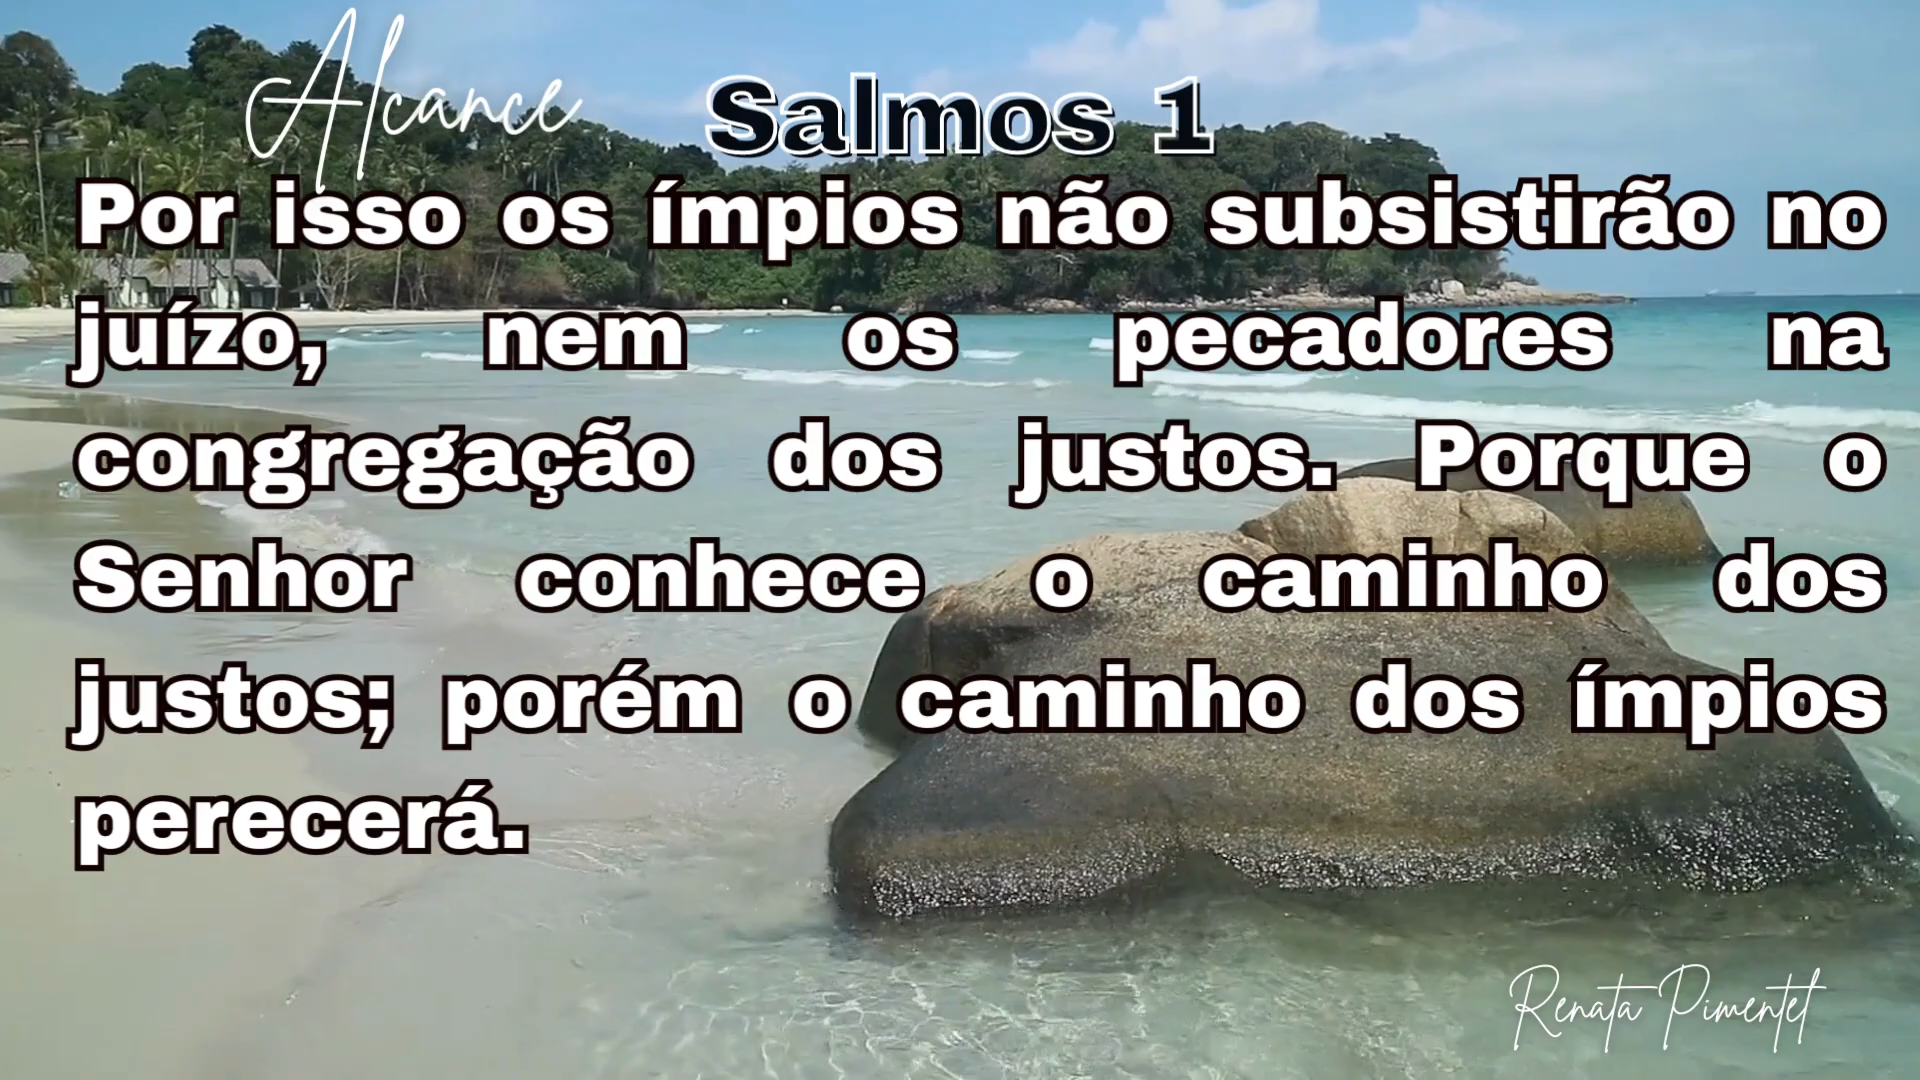 Alcance
Salmos 1
Por isso os ímpios não subsistirão no
juízo, nem os pecadores na
congregação dos justos. Porque o
Senhor conhece o caminho dos
justos; porém o caminho dos ímpios
perecerá.
Renata Pimentel